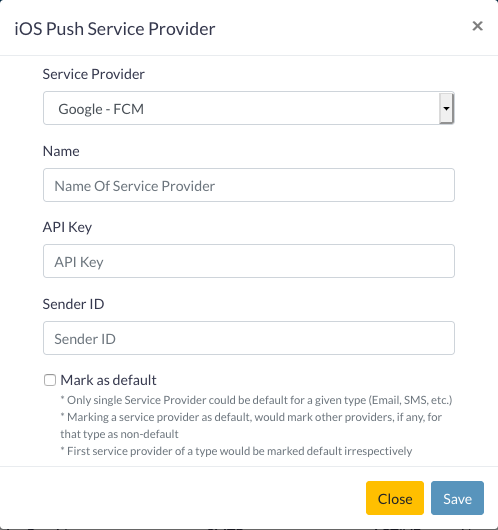 iOS Push Service Provider
×
Service Provider
Google - FCM
Name
Name Of Service Provider
API Key
API Key
Sender ID
Sender ID
Mark as default
* Only single Service Provider could be default for a given type (Email, SMS, etc.)
* Marking a service provider as default, would mark other providers, if any, for
that type as non-default
* First service provider of a type would be marked default irrespectively
Close
Save